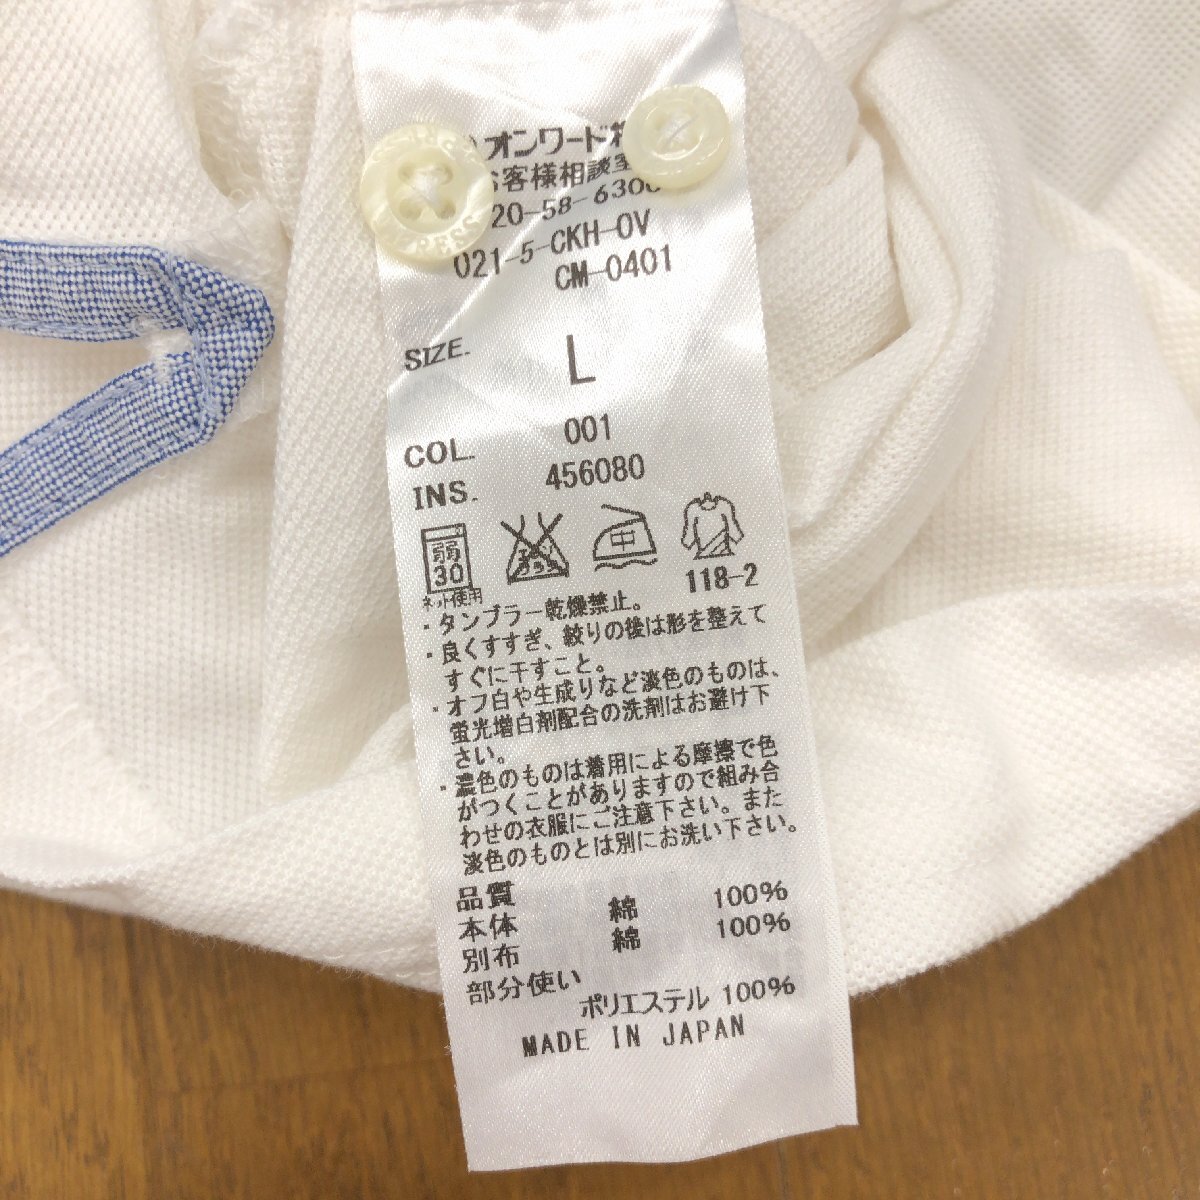 オンワード
お客様相談室
20-58-6300
021-5-CKH-OV
CM-0401
SIZE. L
COL. 001
INS. 456080
弱
30
ネット使用
エンソ
サラシ
中
118-2
・タンブラー乾燥禁止。
・良くすすぎ、絞りの後は形を整えて
すぐに干すこと。
・オフ白や生成りなど淡色のものは、
蛍光増白剤配合の洗剤はお避け下
さい。
・濃色のものは着用による摩擦で色
がつくことがありますので組み合
わせの衣服にご注意下さい。また
淡色のものとは別にお洗い下さい。
品質
本体 綿 100%
別布 綿 100%
部分使い
ポリエステル 100%
MADE IN JAPAN